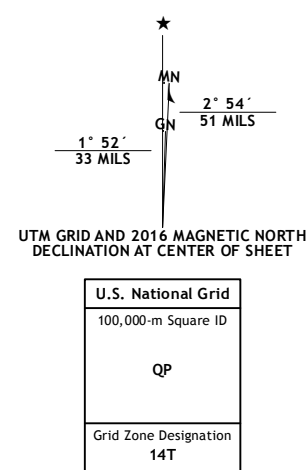 ★
MN
2° 54´
51 MILS
GN
1° 52´
33 MILS
UTM GRID AND 2016 MAGNETIC NORTH
DECLINATION AT CENTER OF SHEET
U.S. National Grid
100,000-m Square ID
QP
Grid Zone Designation
14T